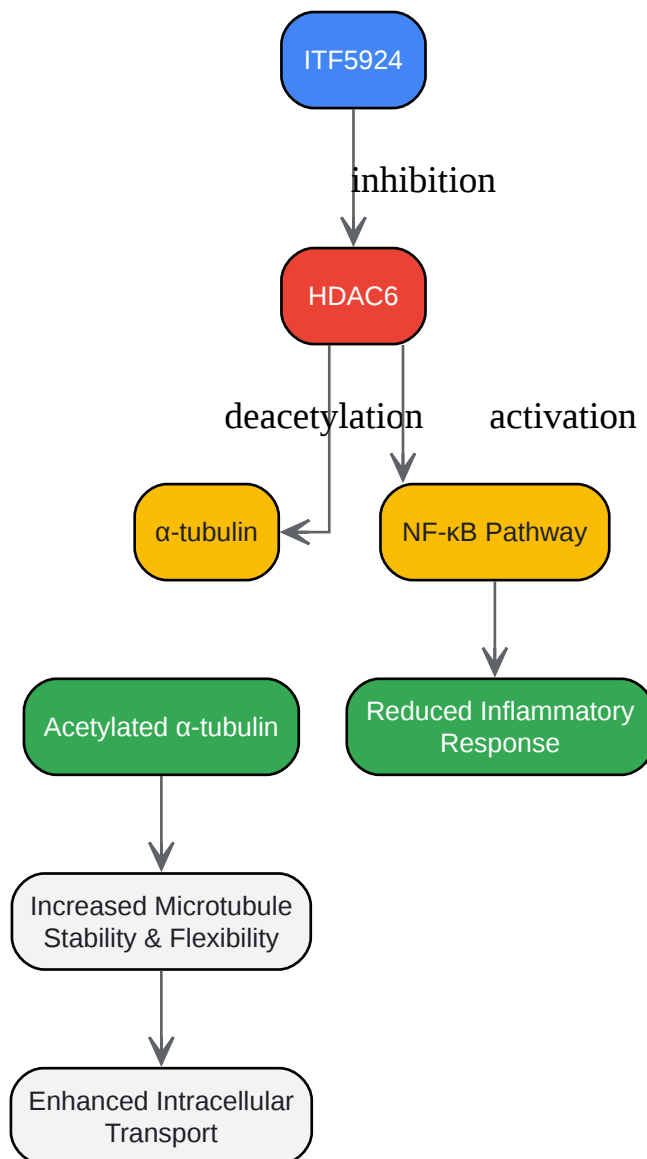 ITF5924
inhibition
HDAC6
deacetylation
activation
α-tubulin
NF-κB Pathway
Acetylated α-tubulin
Reduced Inflammatory
Response
Increased Microtubule
Stability & Flexibility
Enhanced Intracellular
Transport